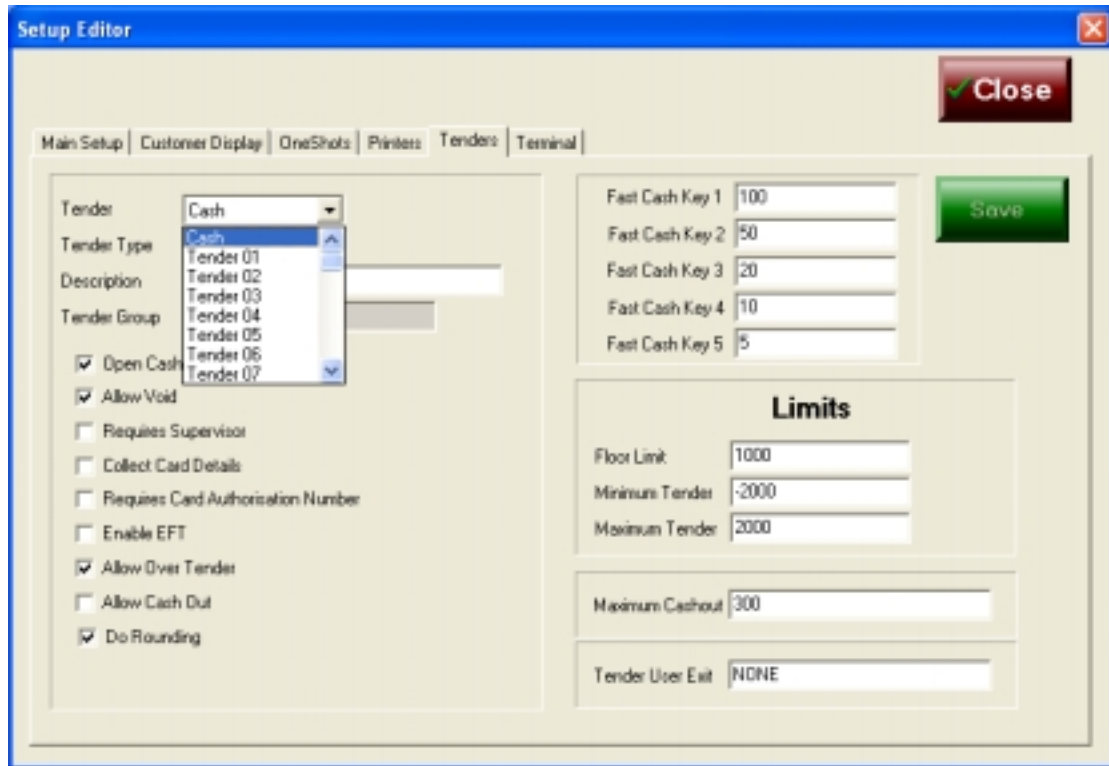 Setup Editor
Close
Main Setup Customer Display OneShots Printers Tenders Terminal
Tender Cash
Cash
Tender 01
Tender 02
Tender 03
Tender 04
Tender 05
Tender 06
Tender 07
Tender Type
Description
Tender Group
Open Cash
Allow Void
Requires Supervisor
Collect Card Details
Requires Card Authorisation Number
Enable EFT
Allow Over Tender
Allow Cash Out
Do Rounding
Fast Cash Key 1 100
Fast Cash Key 2 50
Fast Cash Key 3 20
Fast Cash Key 4 10
Fast Cash Key 5 5
Save
Limits
Floor Limit 1000
Minimum Tender -2000
Maximum Tender 2000
Maximum Cashout 300
Tender User Exit NONE